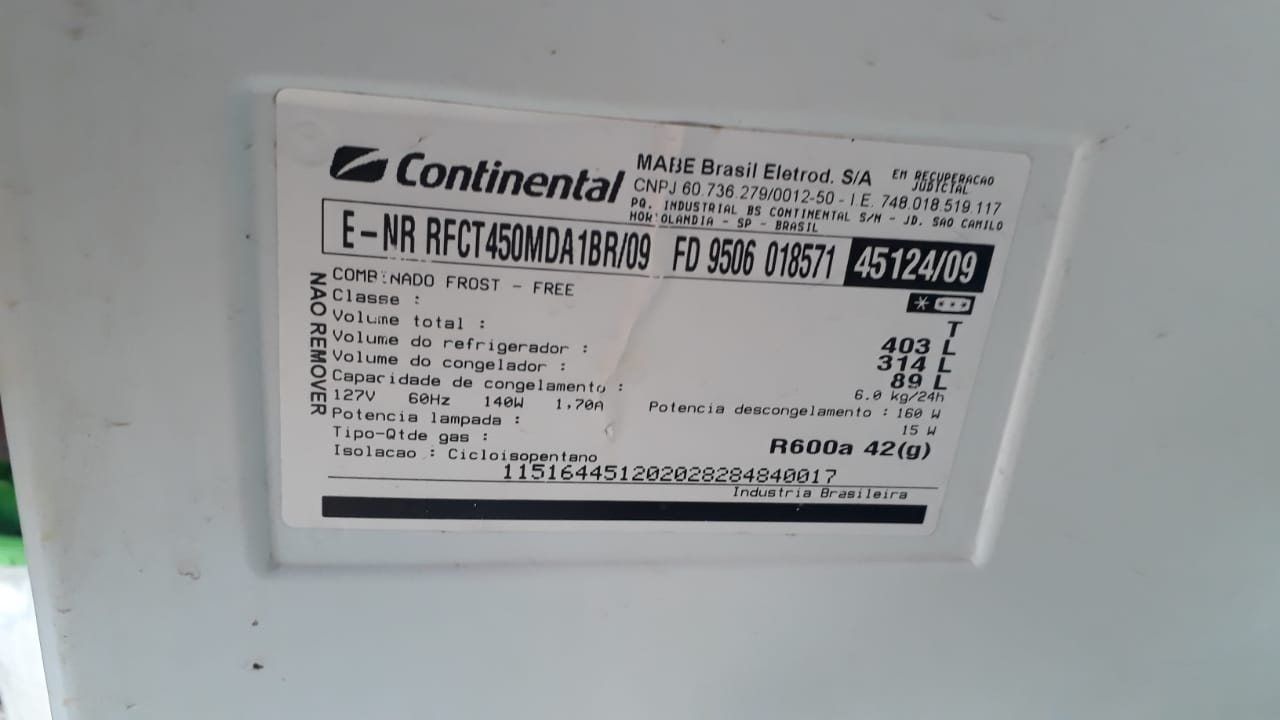 Continental
MABE Brasil Eletrod. S/A EM RECUPERACAO JUDICIAL
CNPJ 60.736.279/0012-50 - I.E. 748.018.519.117
PQ. INDUSTRIAL BS CONTINENTAL S/N - JD. SAO CAMILO
HORTOLANDIA - SP - BRASIL
E-NR RFCT450MDA1BR/09 FD 9506 018571 45124/09
NAO REMOVER
COMBINADO FROST - FREE
Classe : T
Volume total : 403 L
Volume do refrigerador : 314 L
Volume do congelador : 89 L
Capacidade de congelamento : 6.0 kg/24h
127V 60Hz 140W 1,70A Potencia descongelamento : 160 W
Potencia lampada : 15 W
Tipo-Qtde gas : R600a 42(g)
Isolacao : Cicloisopentano
1151644512020282848400​17
Industria Brasileira